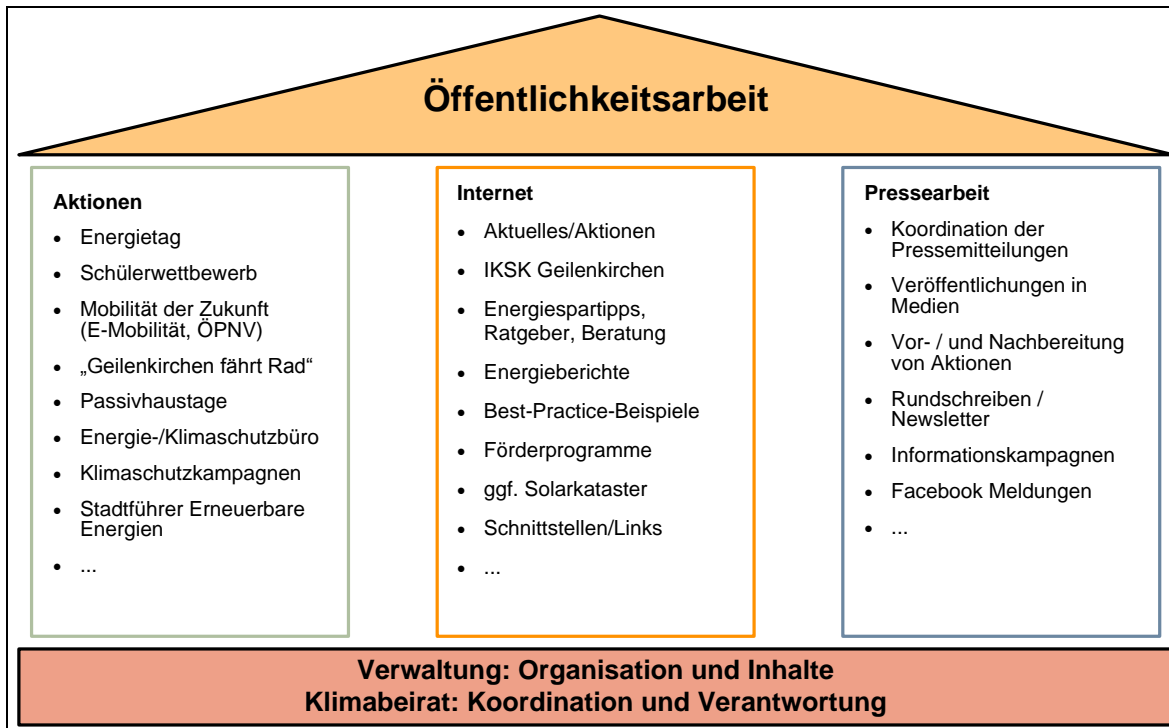 Öffentlichkeitsarbeit
Aktionen
• Energietag
• Schülerwettbewerb
• Mobilität der Zukunft
(E-Mobilität, ÖPNV)
• „Geilenkirchen fährt Rad“
• Passivhaustage
• Energie-/Klimaschutzbüro
• Klimaschutzkampagnen
• Stadtführer Erneuerbare
Energien
• ...
Internet
• Aktuelles/Aktionen
• IKSK Geilenkirchen
• Energiespartipps,
Ratgeber, Beratung
• Energieberichte
• Best-Practice-Beispiele
• Förderprogramme
• ggf. Solarkataster
• Schnittstellen/Links
• ...
Pressearbeit
• Koordination der
Pressemitteilungen
• Veröffentlichungen in
Medien
• Vor- / und Nachbereitung
von Aktionen
• Rundschreiben /
Newsletter
• Informationskampagnen
• Facebook Meldungen
• ...
Verwaltung: Organisation und Inhalte
Klimabeirat: Koordination und Verantwortung